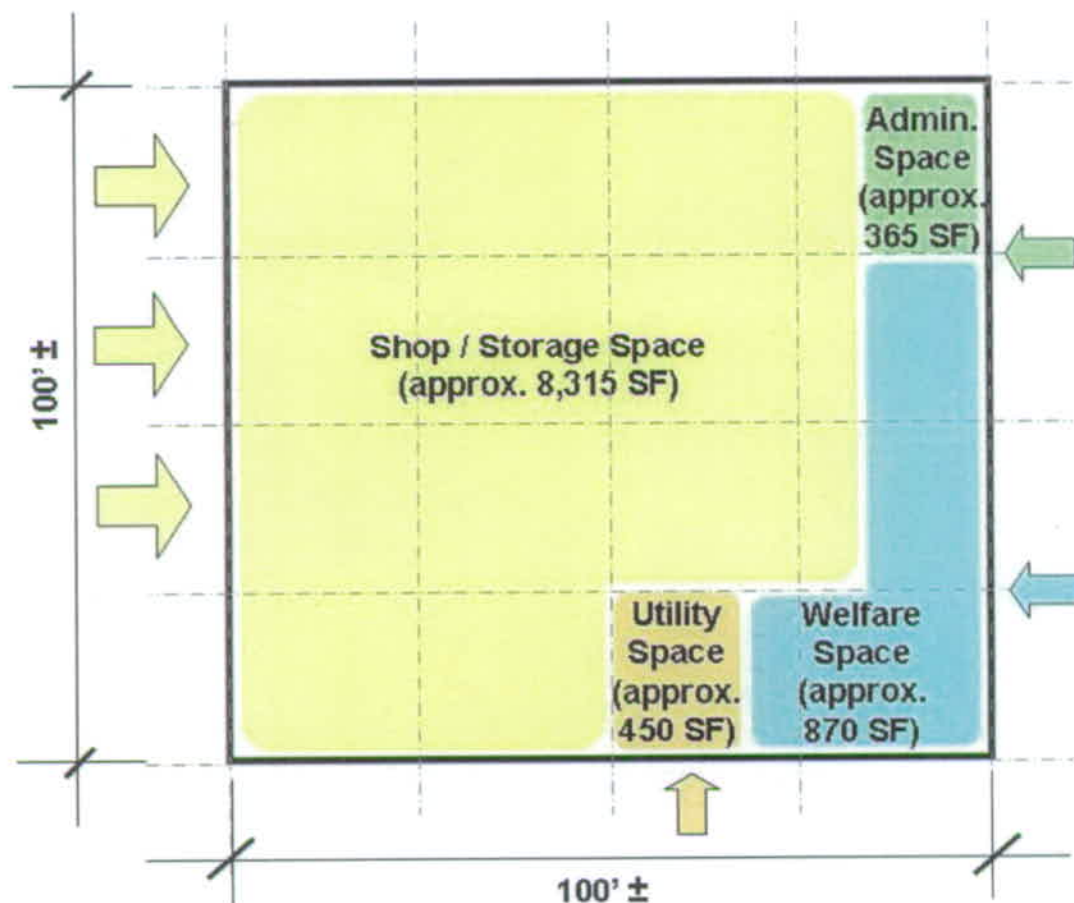 Admin.
Space
(approx.
365 SF)
100' ±
Shop / Storage Space
(approx. 8,315 SF)
Utility
Space
(approx.
450 SF)
Welfare
Space
(approx.
870 SF)
100' ±